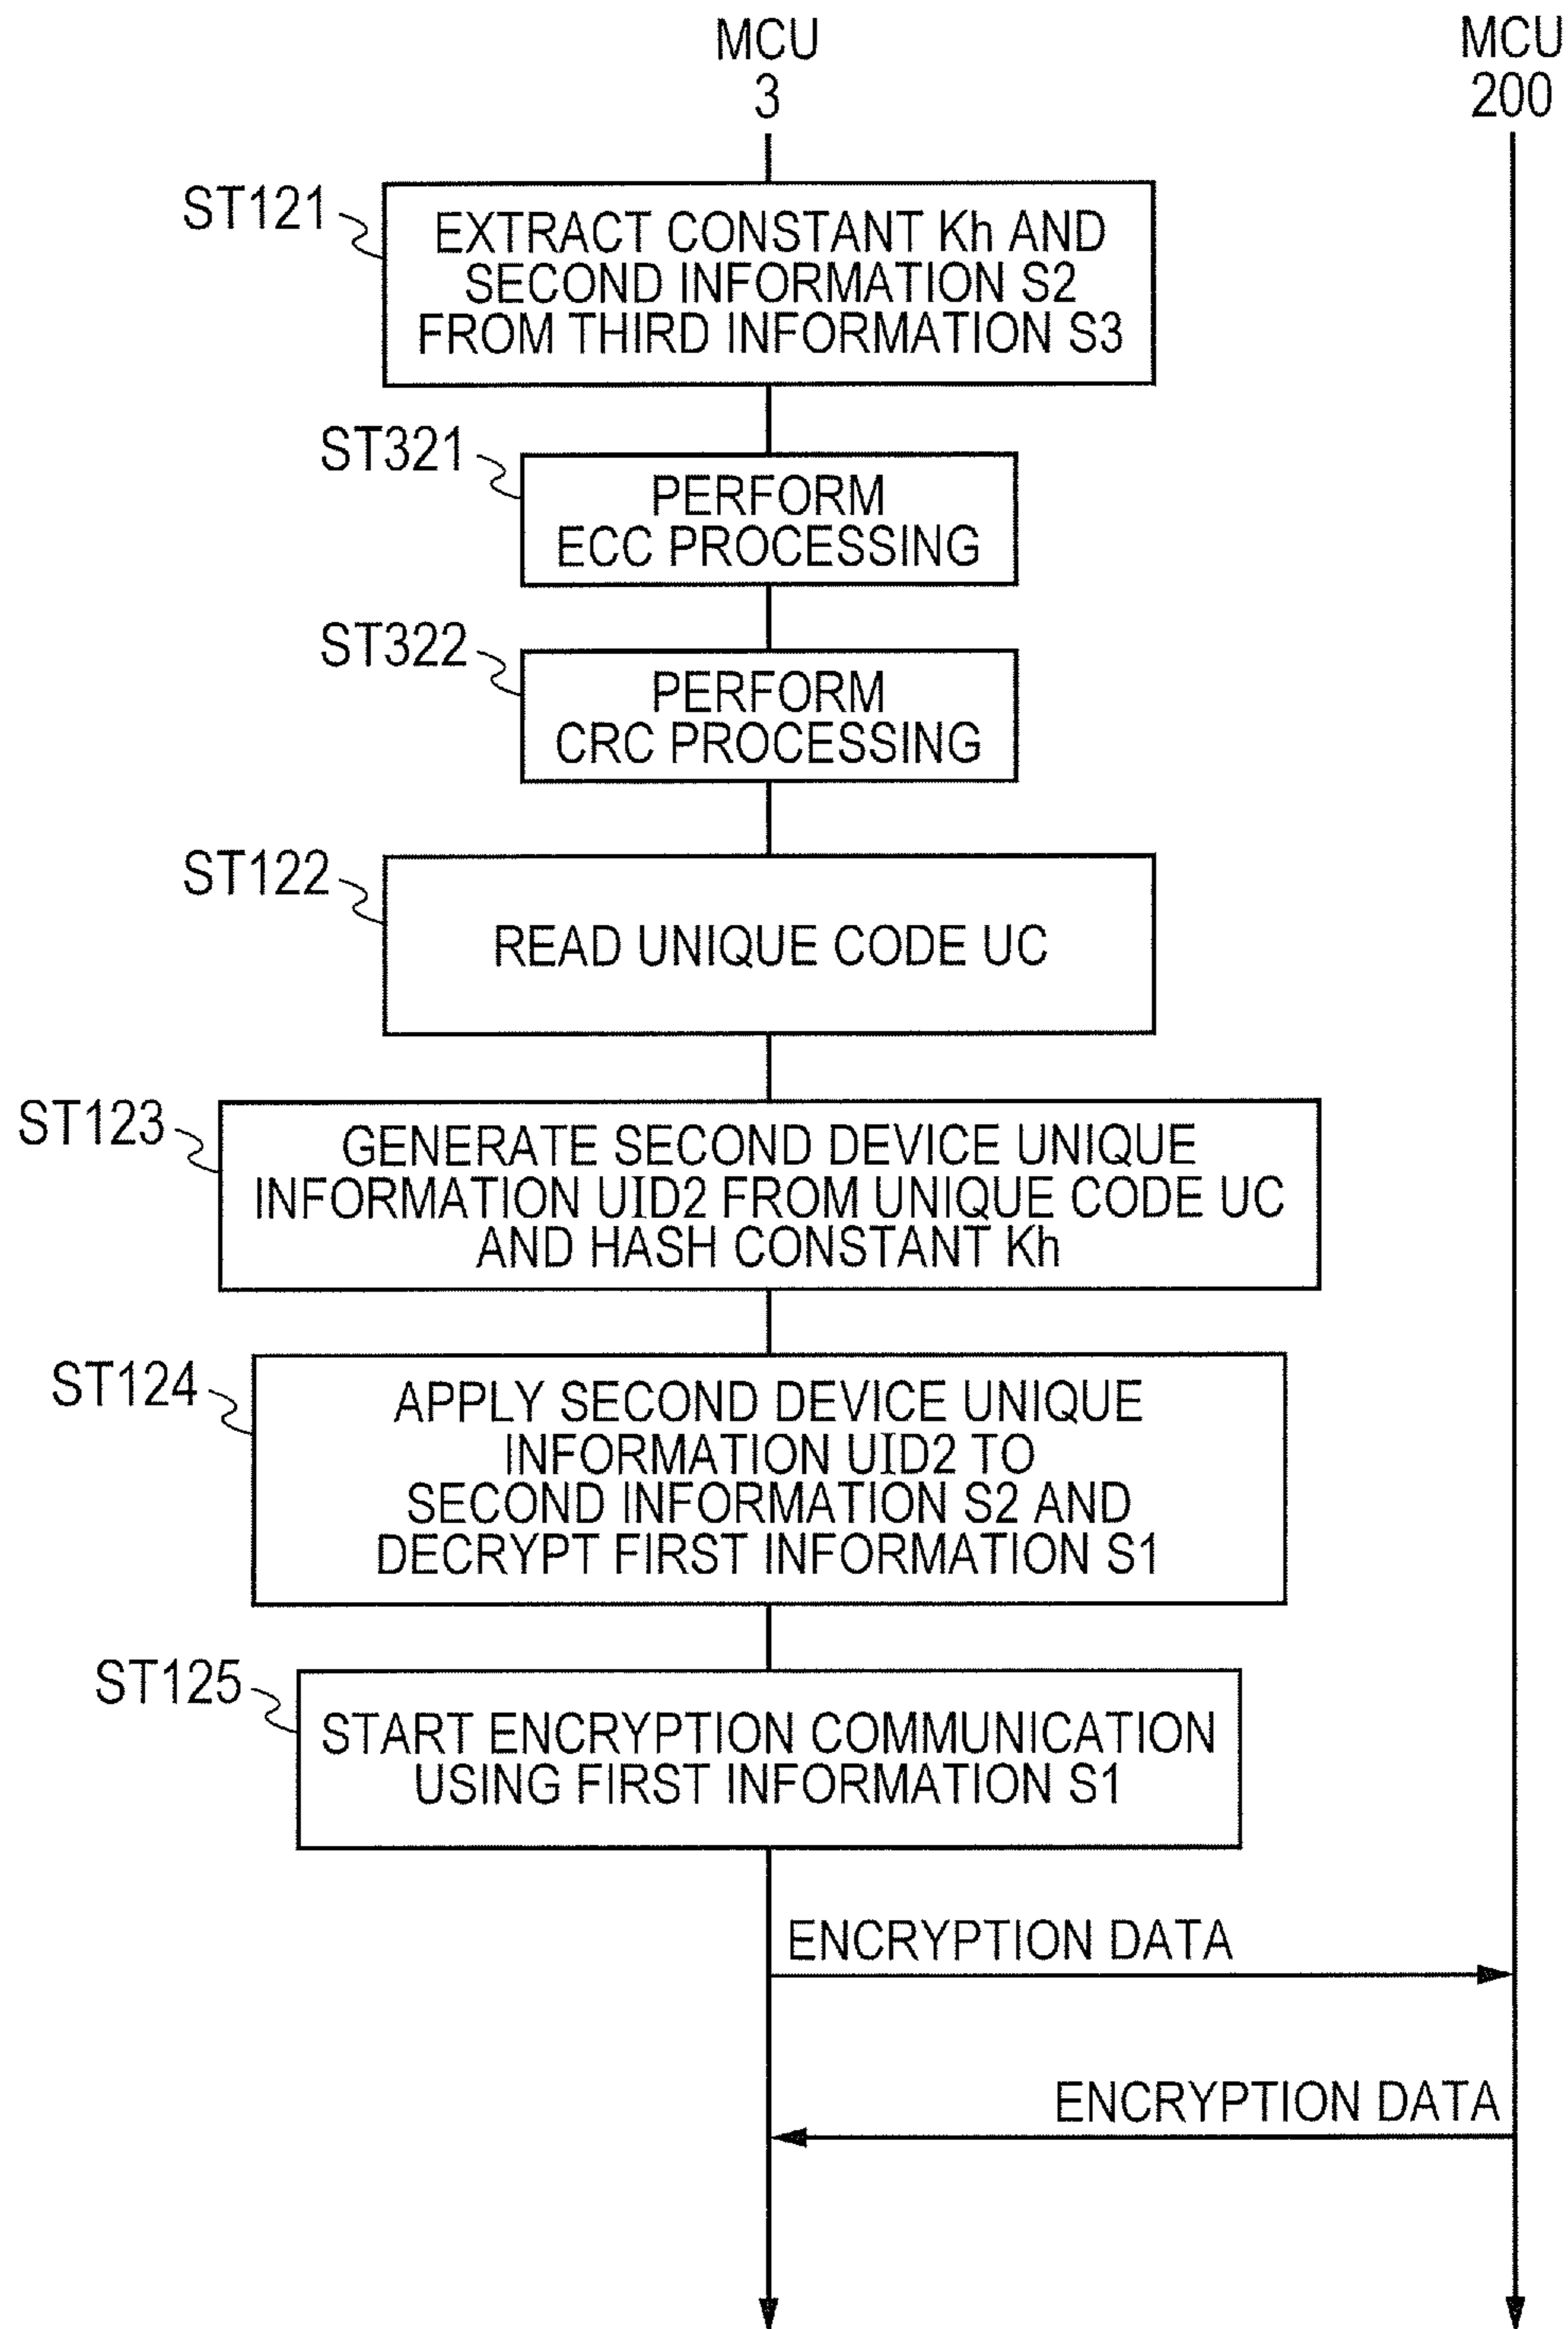 MCU
3
MCU
200
ST121
EXTRACT CONSTANT Kh AND
SECOND INFORMATION S2
FROM THIRD INFORMATION S3
ST321
PERFORM
ECC PROCESSING
ST322
PERFORM
CRC PROCESSING
ST122
READ UNIQUE CODE UC
ST123
GENERATE SECOND DEVICE UNIQUE
INFORMATION UID2 FROM UNIQUE CODE UC
AND HASH CONSTANT Kh
ST124
APPLY SECOND DEVICE UNIQUE
INFORMATION UID2 TO
SECOND INFORMATION S2 AND
DECRYPT FIRST INFORMATION S1
ST125
START ENCRYPTION COMMUNICATION
USING FIRST INFORMATION S1
ENCRYPTION DATA
ENCRYPTION DATA